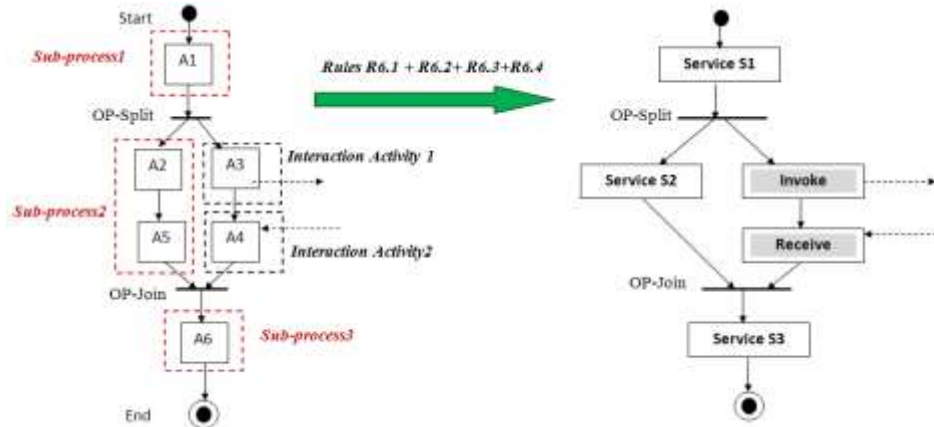 Start
Sub-process1
A1
Rules R6.1 + R6.2+ R6.3+R6.4
Service S1
OP-Split
OP-Split
A2
A3
Interaction Activity 1
Service S2
Invoke
Sub-process2
A5
A4
Interaction Activity2
Receive
OP-Join
OP-Join
A6
Sub-process3
Service S3
End